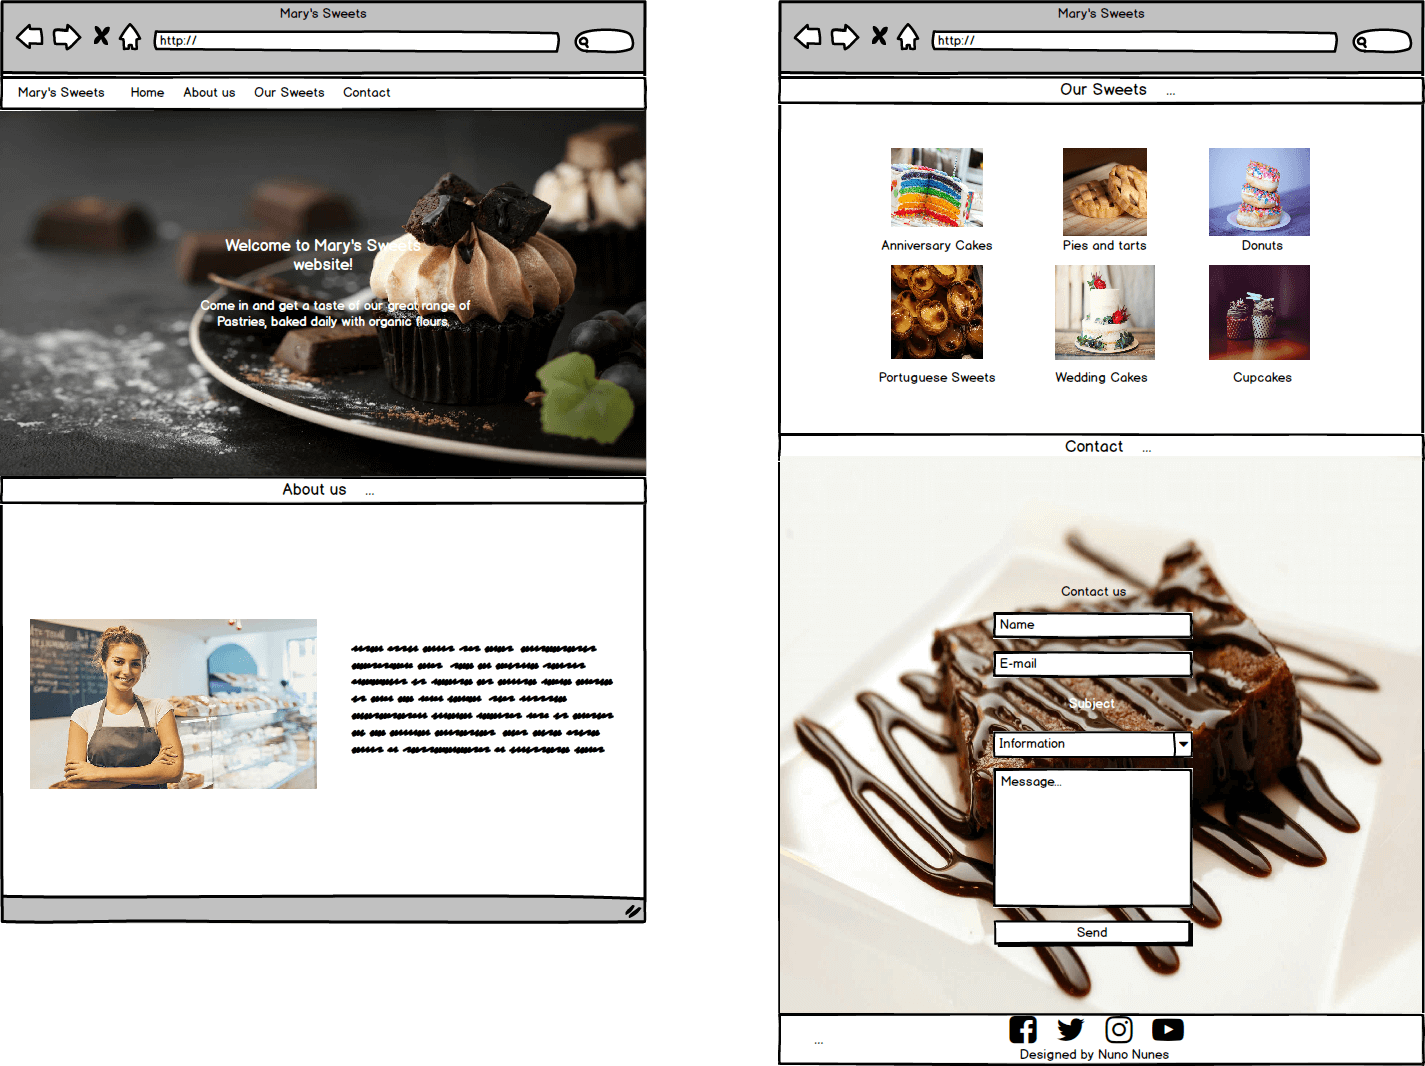 Mary's Sweets
http://
Mary's Sweets Home About us Our Sweets Contact
Welcome to Mary's Sweets
website!
Come in and get a taste of our great range of
Pastries, baked daily with organic flours.
About us ...
Mary's Sweets
http://
Our Sweets ...
Anniversary Cakes Pies and tarts Donuts
Portuguese Sweets Wedding Cakes Cupcakes
Contact ...
Contact us
Name
E-mail
Subject
Information
Message...
Send
...
Designed by Nuno Nunes